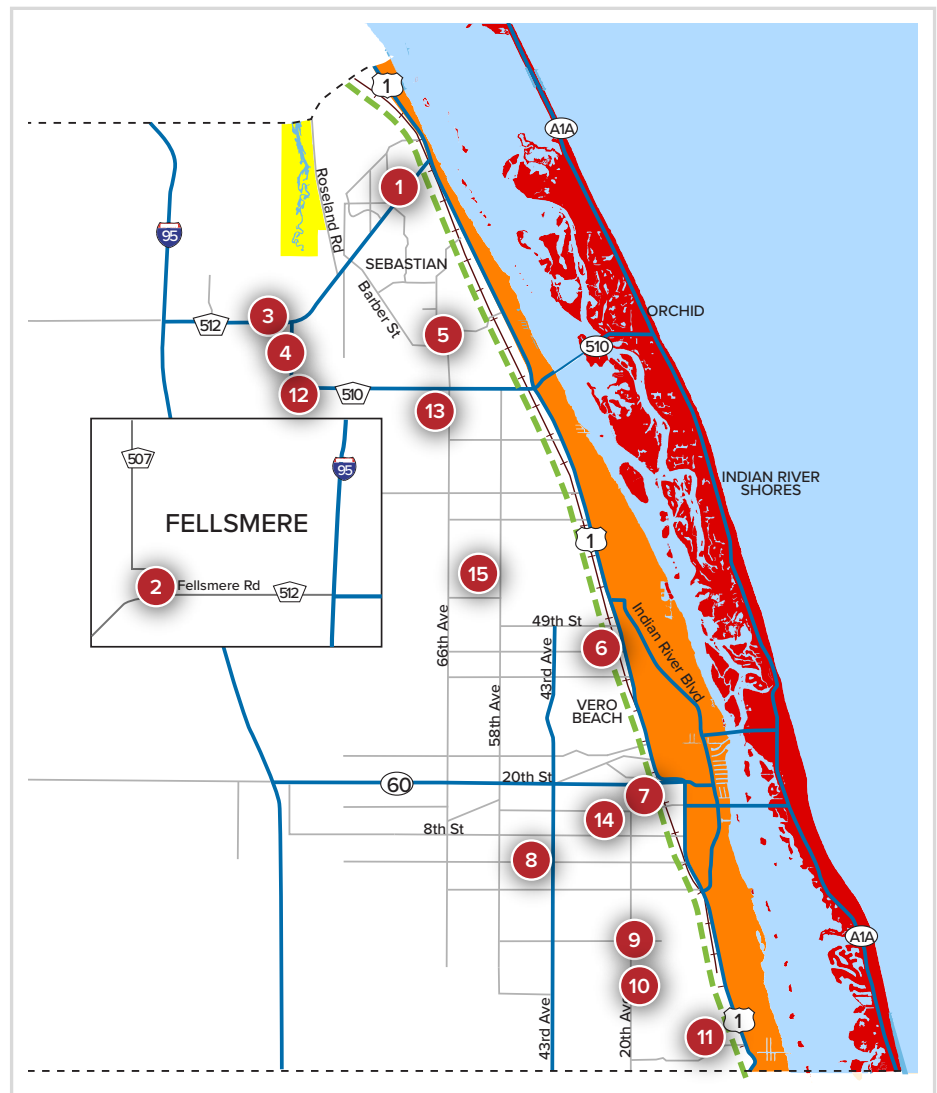 1
A1A
Roseland Rd
1
95
SEBASTIAN
Barber St
ORCHID
3
512
5
510
4
12
510
13
507
95
INDIAN RIVER
SHORES
FELLSMERE
1
15
2
Fellsmere Rd
512
66th Ave
49th St
Indian River Blvd
6
43rd Ave
58th Ave
VERO
BEACH
20th St
60
7
14
8th St
8
9
A1A
10
43rd Ave
20th Ave
1
11